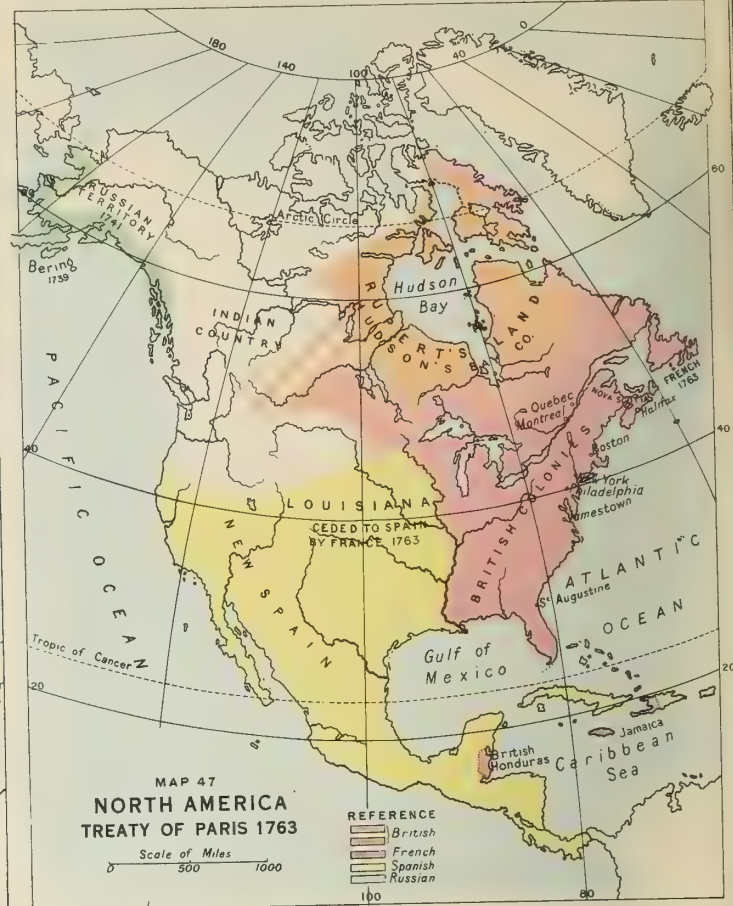 180
140
100
40
0
60
RUSSIAN
TERRITORY
1741
Arctic Circle
Bering
1739
Hudson
Bay
INDIAN
COUNTRY
RUPERT'S LAND
HUDSON'S BAY CO.
Quebec
Montreal
NOVA SCOTIA
Halifax
FRENCH
1763
Boston
New York
Philadelphia
Jamestown
40
40
PACIFIC OCEAN
LOUISIANA
CEDED TO SPAIN
BY FRANCE 1763
BRITISH COLONIES
NEW SPAIN
ATLANTIC
OCEAN
St Augustine
Gulf of
Mexico
Tropic of Cancer
20
20
Jamaica
British
Honduras
Caribbean
Sea
MAP 47
NORTH AMERICA
TREATY OF PARIS 1763
Scale of Miles
0 500 1000
REFERENCE
British
French
Spanish
Russian
100
80